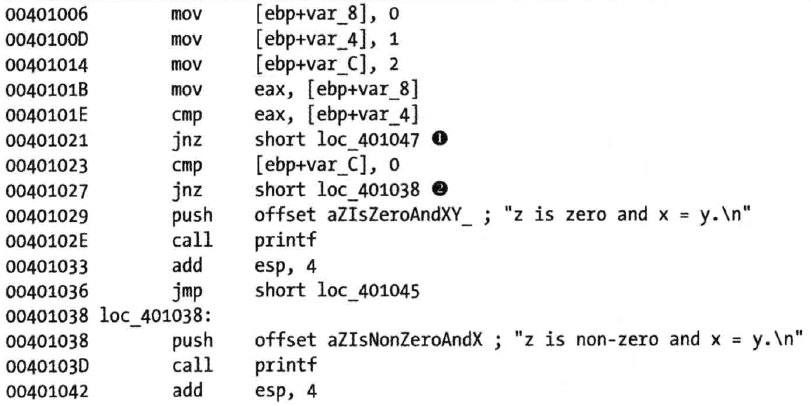 00401006 mov [ebp+var_8], 0
0040100D mov [ebp+var_4], 1
00401014 mov [ebp+var_C], 2
0040101B mov eax, [ebp+var_8]
0040101E cmp eax, [ebp+var_4]
00401021 jnz short loc_401047 ❶
00401023 cmp [ebp+var_C], 0
00401027 jnz short loc_401038 ❷
00401029 push offset aZIsZeroAndXY_ ; "z is zero and x = y.\n"
0040102E call printf
00401033 add esp, 4
00401036 jmp short loc_401045
00401038 loc_401038:
00401038 push offset aZIsNonZeroAndX ; "z is non-zero and x = y.\n"
0040103D call printf
00401042 add esp, 4